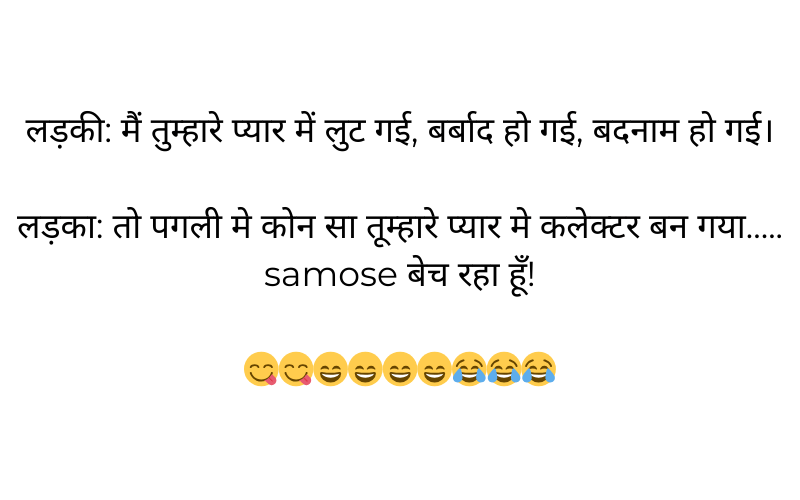 लड़की: मैं तुम्हारे प्यार में लुट गई, बर्बाद हो गई, बदनाम हो गई।
लड़का: तो पगली मे कोन सा तूम्हारे प्यार मे कलेक्टर बन गया.....
samose बेच रहा हूँ!
😋😋😄😄😄😄😂😂😂